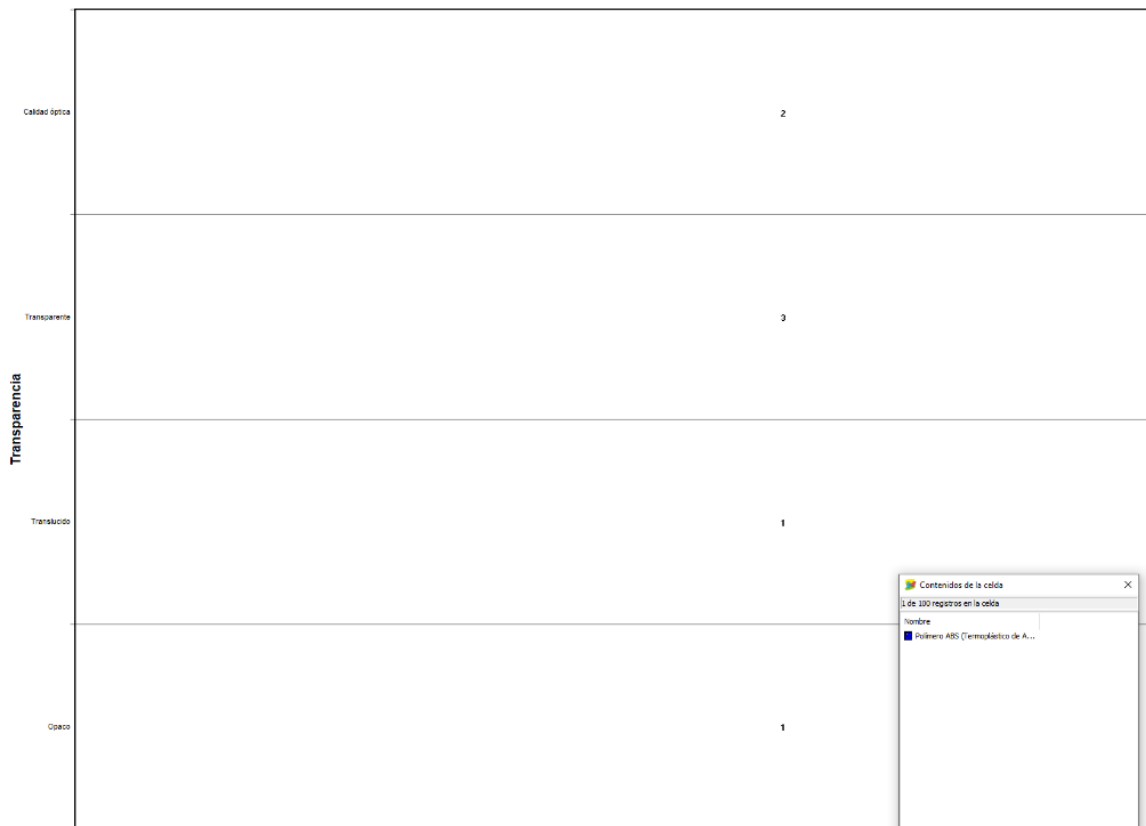 Calidad óptica
2
Transparente
3
Transparencia
Translucido
1
Contenidos de la celda
1 de 100 registros en la celda
Nombre
Polímero ABS (Termoplástico de A...
Opaco
1